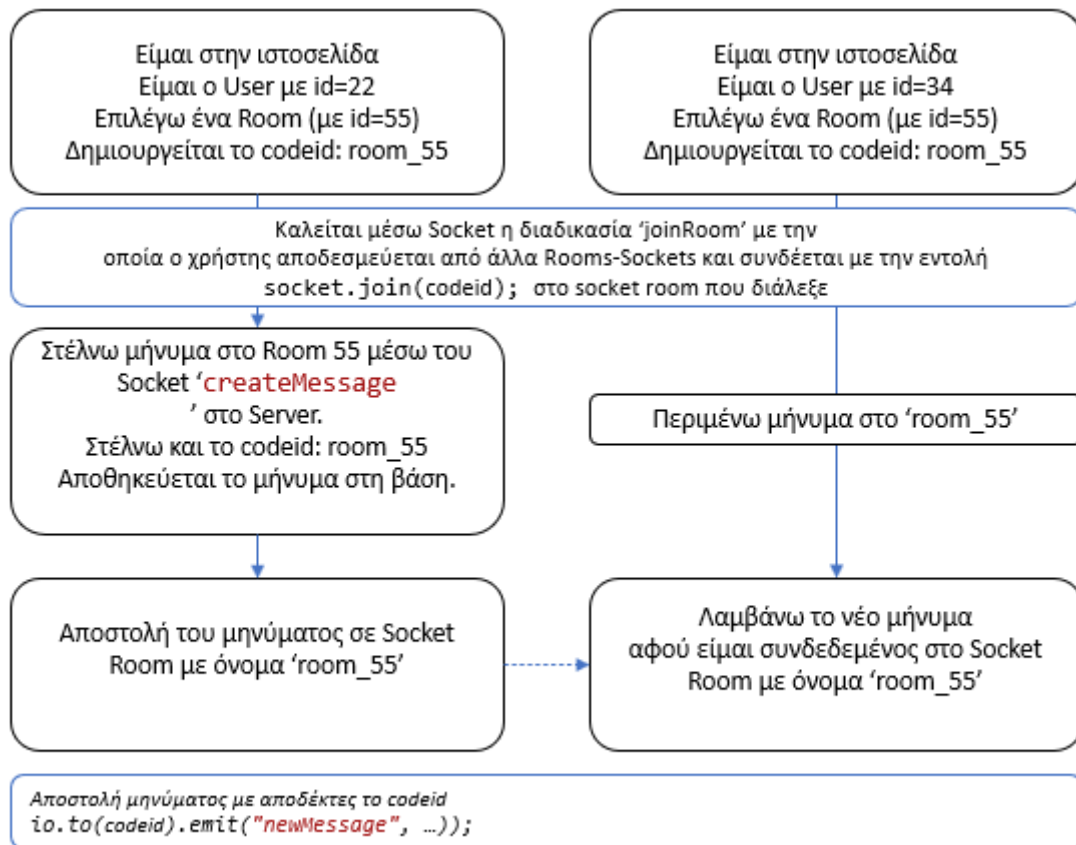 Είμαι στην ιστοσελίδα
Είμαι ο User με id=22
Επιλέγω ένα Room (με id=55)
Δημιουργείται το codeid: room_55
Είμαι στην ιστοσελίδα
Είμαι ο User με id=34
Επιλέγω ένα Room (με id=55)
Δημιουργείται το codeid: room_55
Καλείται μέσω Socket η διαδικασία ‘joinRoom’ με την
οποία ο χρήστης αποδεσμεύεται από άλλα Rooms-Sockets και συνδέεται με την εντολή
socket.join(codeid); στο socket room που διάλεξε
Στέλνω μήνυμα στο Room 55 μέσω του
Socket ‘createMessage
’ στο Server.
Στέλνω και το codeid: room_55
Αποθηκεύεται το μήνυμα στη βάση.
Περιμένω μήνυμα στο ‘room_55’
Αποστολή του μηνύματος σε Socket
Room με όνομα ‘room_55’
Λαμβάνω το νέο μήνυμα
αφού είμαι συνδεδεμένος στο Socket
Room με όνομα ‘room_55’
Αποστολή μηνύματος με αποδέκτες το codeid
io.to(codeid).emit("newMessage", …));